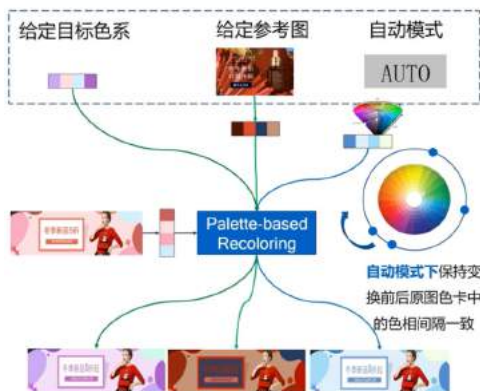 给定目标色系
给定参考图
自动模式
AUTO
Palette-based
Recoloring
自动模式下保持变
换前后原图色卡中
的色相间隔一致